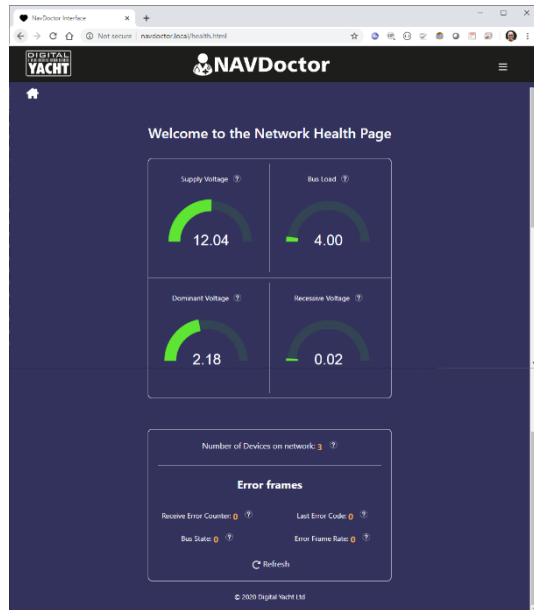 NavDoctor Interface
Not secure navdoctor.local/health.html
DIGITAL
YACHT
NAVDoctor
Welcome to the Network Health Page
Supply Voltage ?
Bus Load ?
12.04
4.00
Dominant Voltage ?
Recessive Voltage ?
2.18
0.02
Number of Devices on network: 3 ?
Error frames
Receive Error Counter: 0 ?
Last Error Code: 0 ?
Bus State: 0 ?
Error Frame Rate: 0 ?
Refresh
© 2020 Digital Yacht Ltd